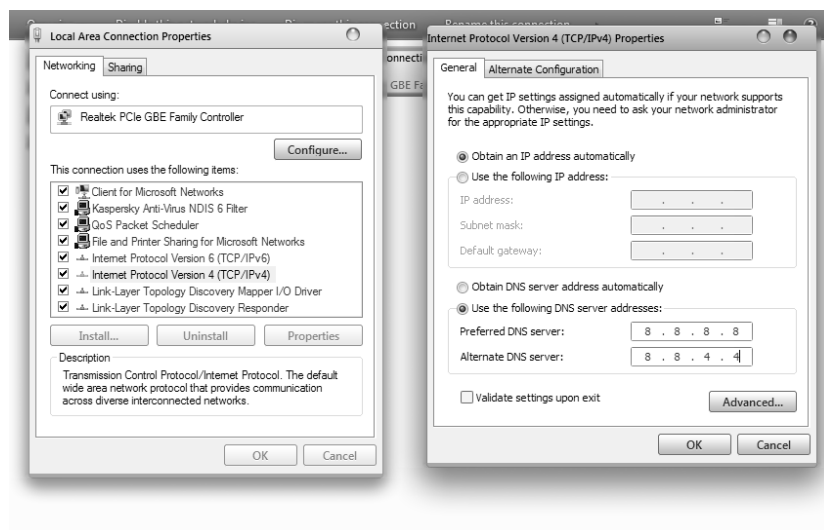 ection Rename this connection
Local Area Connection Properties
Networking Sharing
Connect using:
Realtek PCIe GBE Family Controller
Configure...
This connection uses the following items:
Client for Microsoft Networks
Kaspersky Anti-Virus NDIS 6 Filter
QoS Packet Scheduler
File and Printer Sharing for Microsoft Networks
Internet Protocol Version 6 (TCP/IPv6)
Internet Protocol Version 4 (TCP/IPv4)
Link-Layer Topology Discovery Mapper I/O Driver
Link-Layer Topology Discovery Responder
Install... Uninstall Properties
Description
Transmission Control Protocol/Internet Protocol. The default
wide area network protocol that provides communication
across diverse interconnected networks.
OK Cancel
onnecti
GBE Fa
Internet Protocol Version 4 (TCP/IPv4) Properties
General Alternate Configuration
You can get IP settings assigned automatically if your network supports
this capability. Otherwise, you need to ask your network administrator
for the appropriate IP settings.
Obtain an IP address automatically
Use the following IP address:
IP address: . . .
Subnet mask: . . .
Default gateway: . . .
Obtain DNS server address automatically
Use the following DNS server addresses:
Preferred DNS server: 8 . 8 . 8 . 8
Alternate DNS server: 8 . 8 . 4 . 4
Validate settings upon exit
Advanced...
OK Cancel